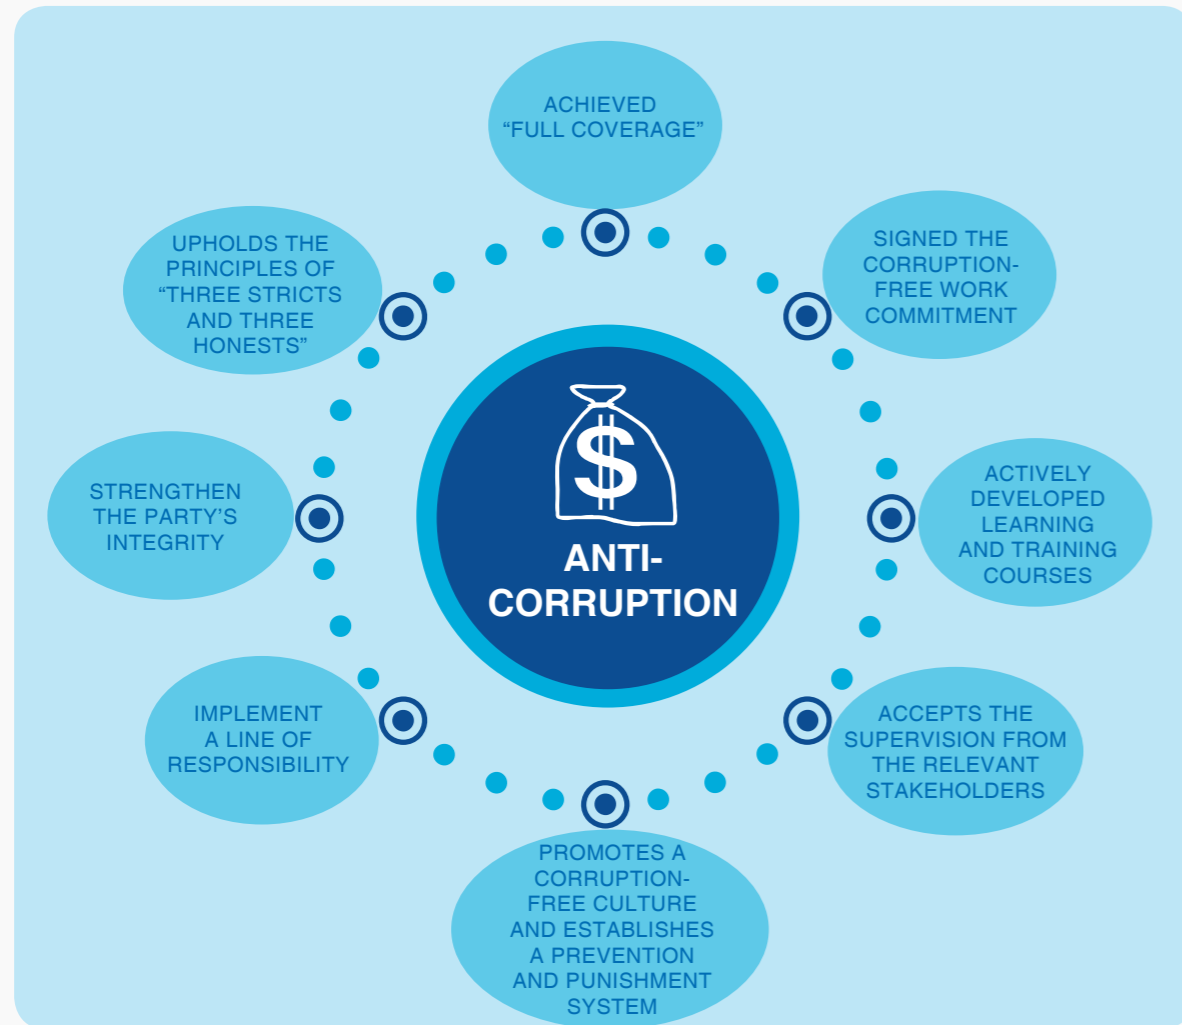 ACHIEVED
“FULL COVERAGE”
SIGNED THE
CORRUPTION-
FREE WORK
COMMITMENT
ACTIVELY
DEVELOPED
LEARNING
AND TRAINING
COURSES
ACCEPTS THE
SUPERVISION FROM
THE RELEVANT
STAKEHOLDERS
PROMOTES A
CORRUPTION-
FREE CULTURE
AND ESTABLISHES
A PREVENTION
AND PUNISHMENT
SYSTEM
IMPLEMENT
A LINE OF
RESPONSIBILITY
STRENGTHEN
THE PARTY’S
INTEGRITY
UPHOLDS THE
PRINCIPLES OF
“THREE STRICTS
AND THREE
HONESTS”
$
ANTI-
CORRUPTION